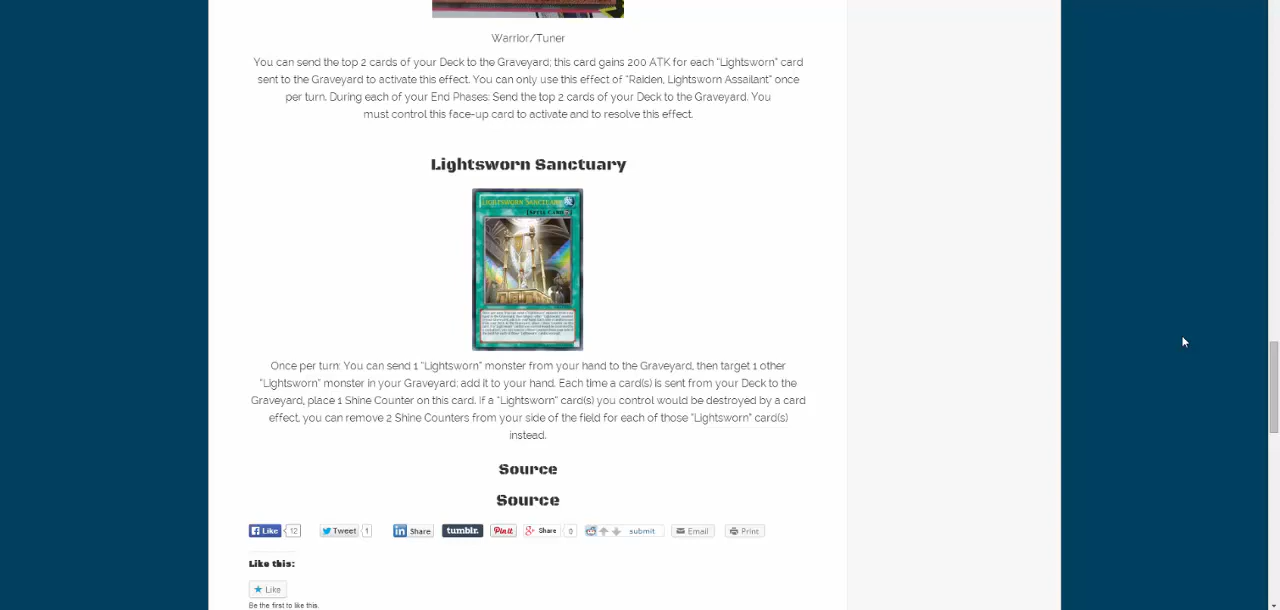 Warrior/Tuner
You can send the top 2 cards of your Deck to the Graveyard; this card gains 200 ATK for each "Lightsworn" card
sent to the Graveyard to activate this effect. You can only use this effect of "Raiden, Lightsworn Assailant" once
per turn. During each of your End Phases: Send the top 2 cards of your Deck to the Graveyard. You
must control this face-up card to activate and to resolve this effect.
Lightsworn Sanctuary
Lightsworn Sanctuary
[Spell Card
Once per turn: You can send 1 "Lightsworn" monster from your hand to the Graveyard, then target 1 other
"Lightsworn" monster in your Graveyard; add it to your hand. Each time a card(s) is sent from your Deck to the
Graveyard, place 1 Shine Counter on this card. If a "Lightsworn" card(s) you control would be destroyed by a card
effect, you can remove 2 Shine Counters from your side of the field for each of those "Lightsworn" card(s)
instead.
Source
Source
Like 12 Tweet 1 in Share tumblr. Pin it g+ Share 0 submit Email Print
Like this:
Like
Be the first to like this.